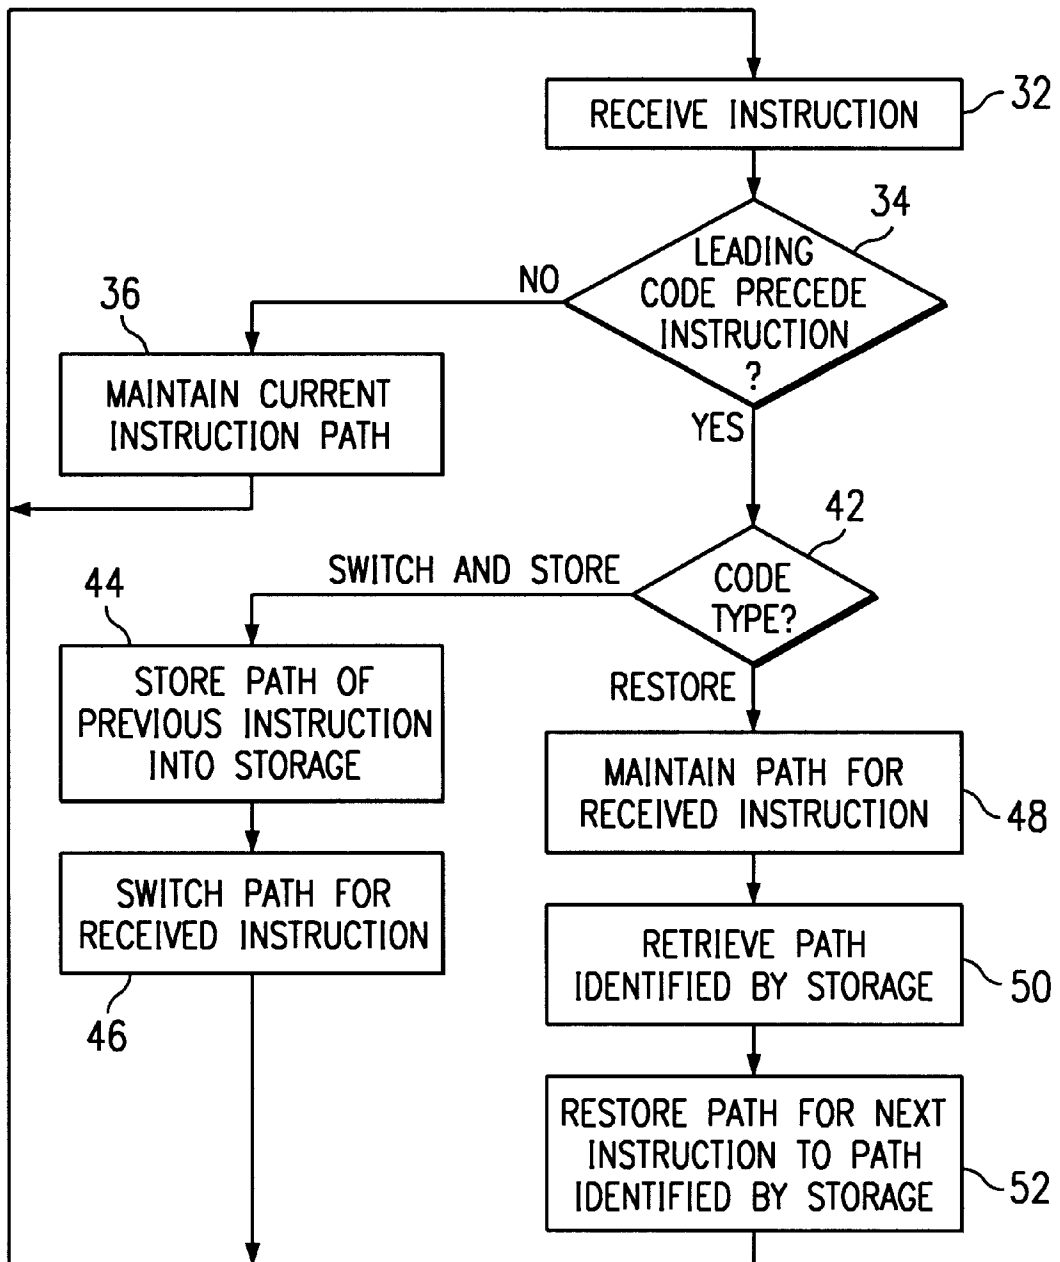 RECEIVE INSTRUCTION
32
34
LEADING
CODE PRECEDE
INSTRUCTION
?
NO
YES
36
MAINTAIN CURRENT
INSTRUCTION PATH
42
CODE
TYPE?
SWITCH AND STORE
RESTORE
44
STORE PATH OF
PREVIOUS INSTRUCTION
INTO STORAGE
SWITCH PATH FOR
RECEIVED INSTRUCTION
46
MAINTAIN PATH FOR
RECEIVED INSTRUCTION
48
RETRIEVE PATH
IDENTIFIED BY STORAGE
50
RESTORE PATH FOR NEXT
INSTRUCTION TO PATH
IDENTIFIED BY STORAGE
52